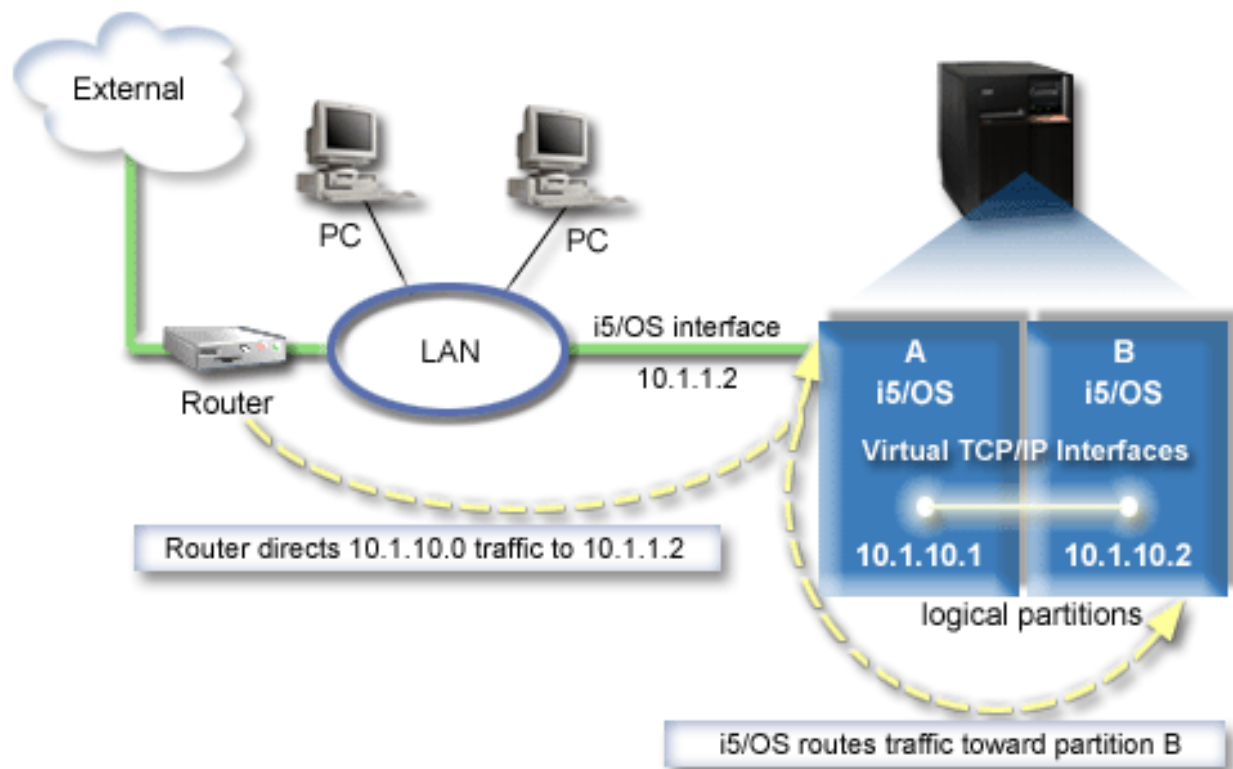 External
PC
PC
Router
LAN
i5/OS interface
10.1.1.2
Router directs 10.1.10.0 traffic to 10.1.1.2
A
i5/OS
B
i5/OS
Virtual TCP/IP Interfaces
10.1.10.1
10.1.10.2
logical partitions
i5/OS routes traffic toward partition B